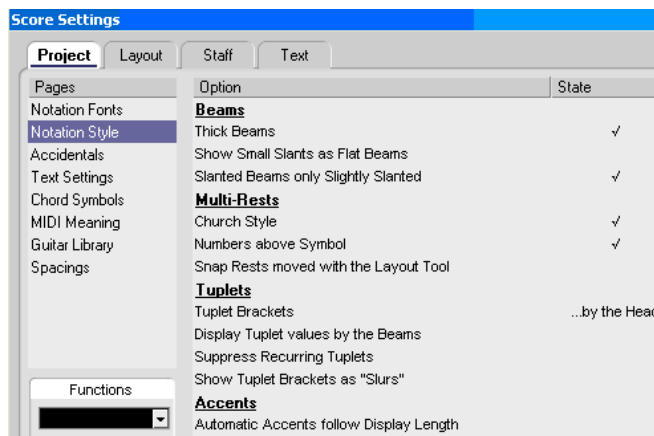 Score Settings
Project Layout Staff Text
Pages Option State
Notation Fonts Beams
Notation Style Thick Beams √
Accidentals Show Small Slants as Flat Beams
Text Settings Slanted Beams only Slightly Slanted √
Chord Symbols Multi-Rests
MIDI Meaning Church Style √
Guitar Library Numbers above Symbol √
Spacings Snap Rests moved with the Layout Tool
Tuplets
Tuplet Brackets ...by the Head
Display Tuplet values by the Beams
Suppress Recurring Tuplets
Show Tuplet Brackets as "Slurs"
Functions
Accents
Automatic Accents follow Display Length